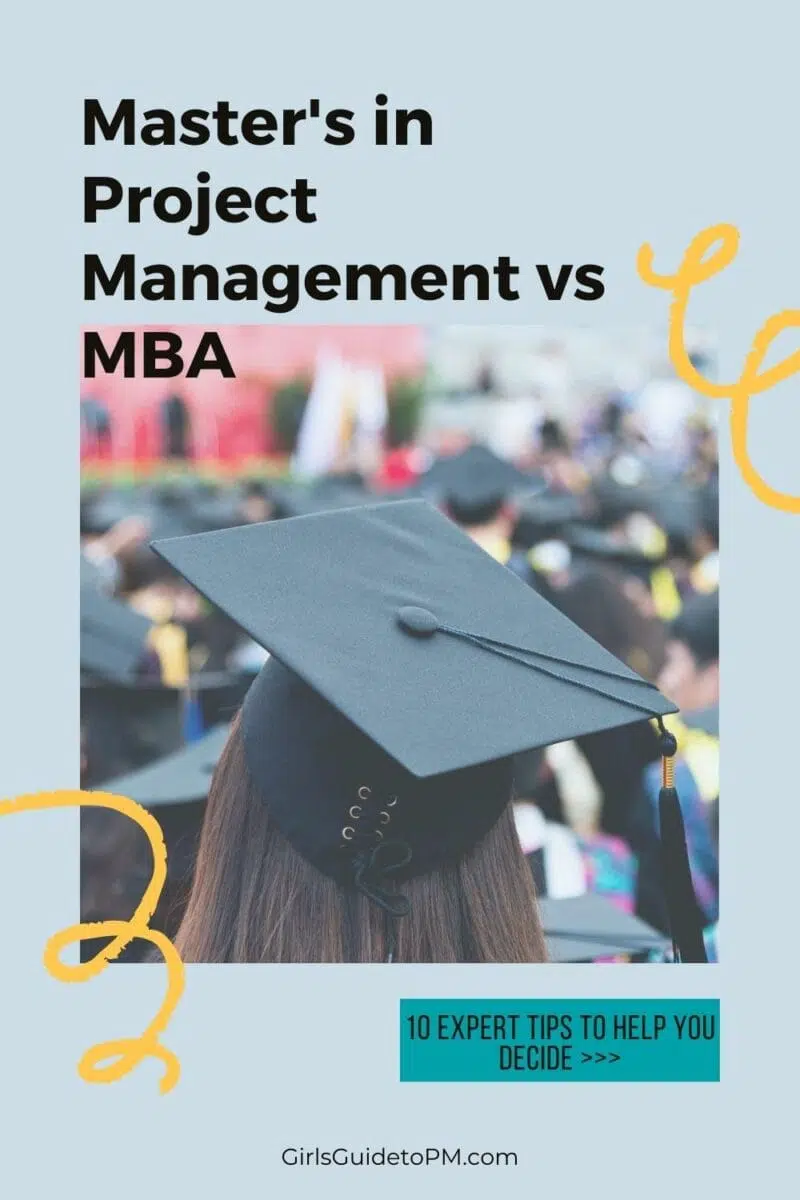 Master's in
Project
Management vs
MBA
10 EXPERT TIPS TO HELP YOU
DECIDE >>>
GirlsGuidetoPM.com